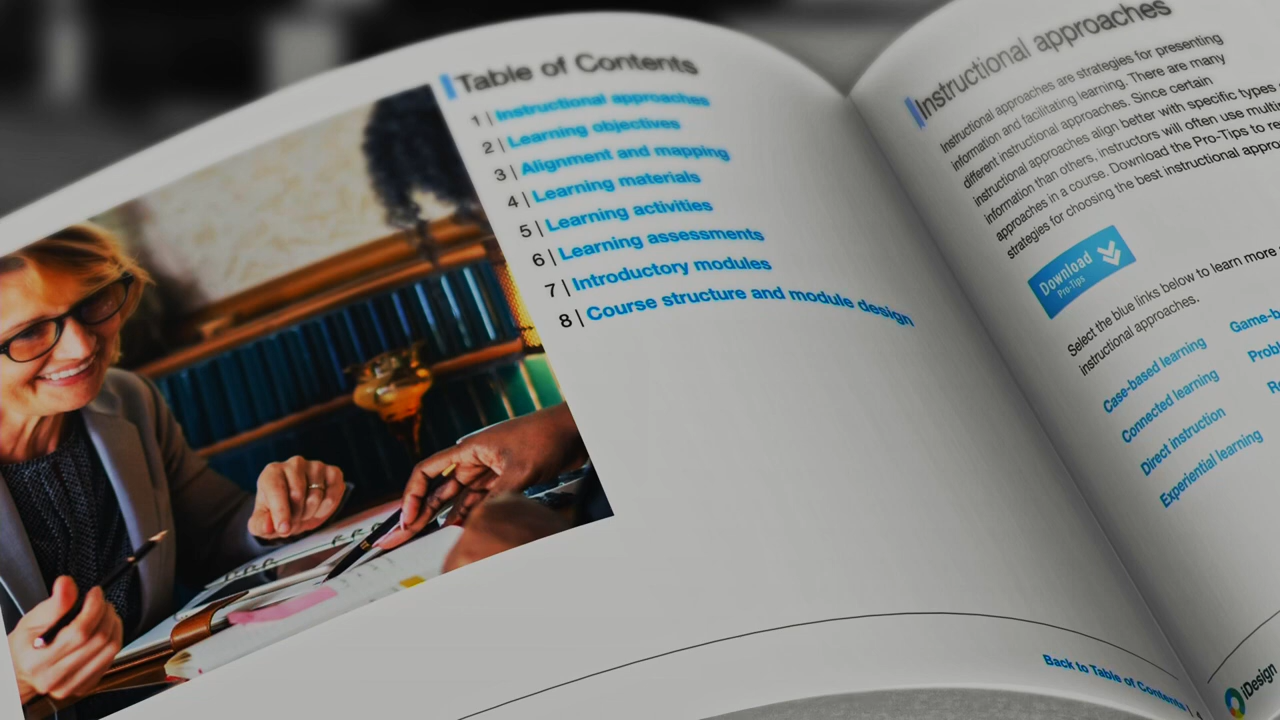 Table of Contents
1 | Instructional approaches
2 | Learning objectives
3 | Alignment and mapping
4 | Learning materials
5 | Learning activities
6 | Learning assessments
7 | Introductory modules
8 | Course structure and module design
Back to Table of Contents |
Instructional approaches
Instructional approaches are strategies for presenting
information and facilitating learning. There are many
different instructional approaches. Since certain
instructional approaches align better with specific types
information than others, instructors will often use
approaches in a course. Download the Pro-Tips to
strategies for choosing the best instructional
Download
Pro-Tips
Select the blue links below to learn more
instructional approaches.
Case-based learning
Connected learning
Direct instruction
Experiential learning
iDesign